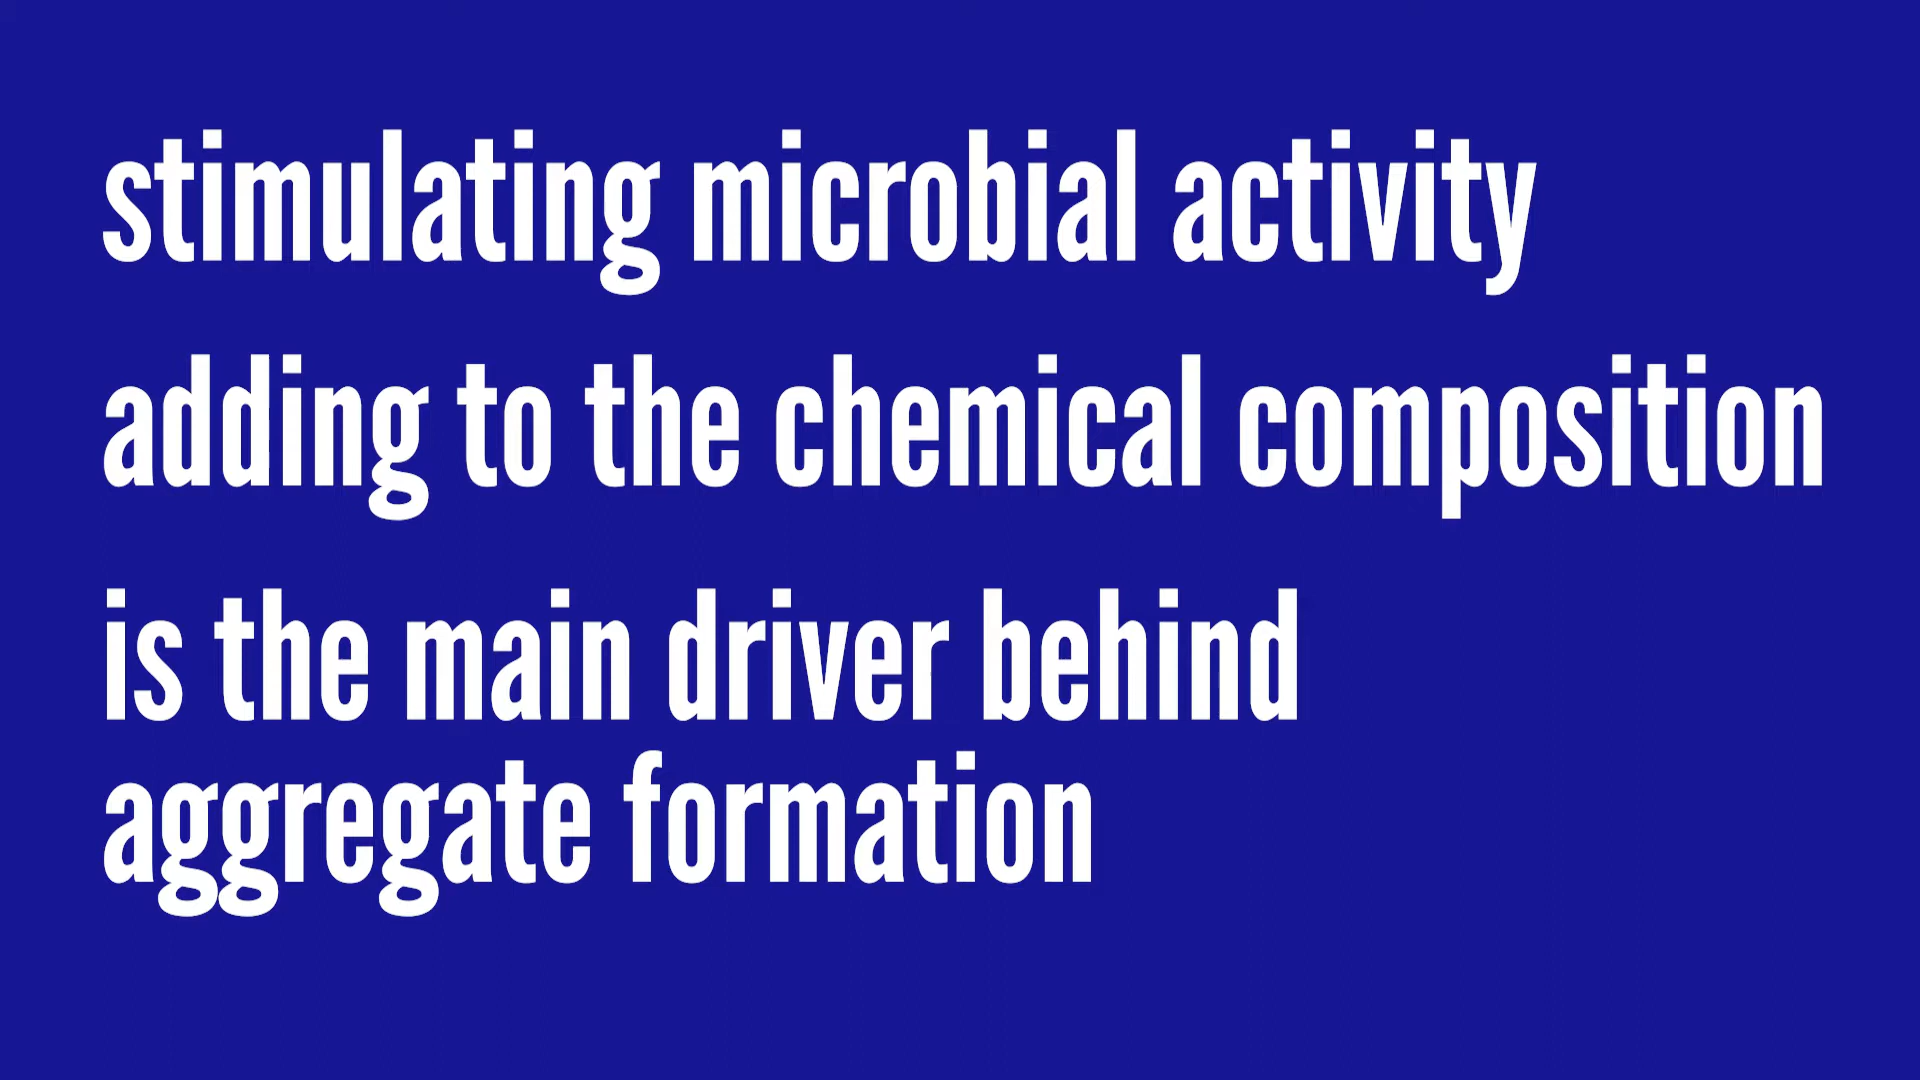 stimulating microbial activity
adding to the chemical composition
is the main driver behind
aggregate formation